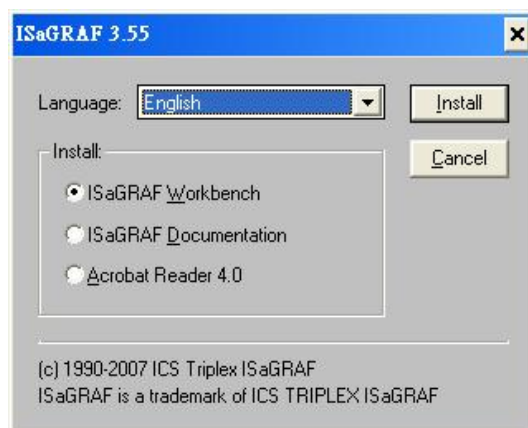 ISaGRAF 3.55
Language: English Install
Install: Cancel
ISaGRAF Workbench
ISaGRAF Documentation
Acrobat Reader 4.0
(c) 1990-2007 ICS Triplex ISaGRAF
ISaGRAF is a trademark of ICS TRIPLEX ISaGRAF